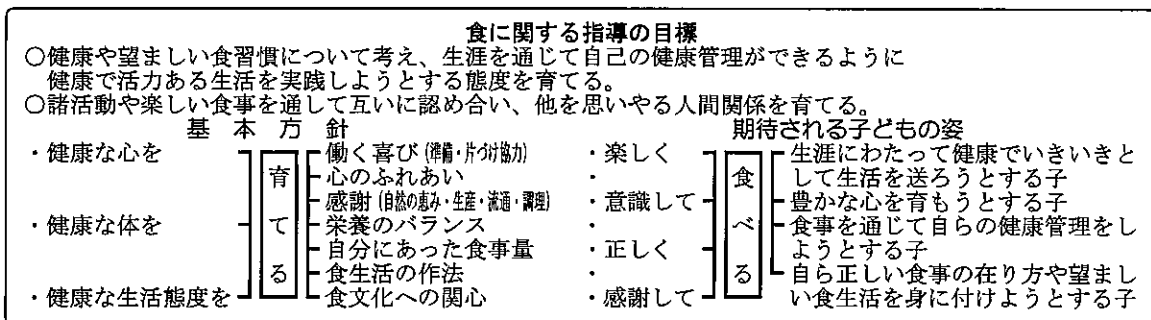 食に関する指導の目標
○健康や望ましい食習慣について考え、生涯を通じて自己の健康管理ができるように
健康で活力ある生活を実践しようとする態度を育てる。
○諸活動や楽しい食事を通して互いに認め合い、他を思いやる人間関係を育てる。
基本方針
・健康な心を
・健康な体を
・健康な生活態度を
育てる
働く喜び(準備・片づけ協力)
心のふれあい
感謝(自然の恵み・生産・流通・調理)
栄養のバランス
自分にあった食事量
食生活の作法
食文化への関心
期待される子どもの姿
・楽しく
・
・意識して
・正しく
・
・感謝して
食べる
生涯にわたって健康でいきいきと
して生活を送ろうとする子
豊かな心を育もうとする子
食事を通じて自らの健康管理をし
ようとする子
自ら正しい食事の在り方や望まし
い食生活を身に付けようとする子